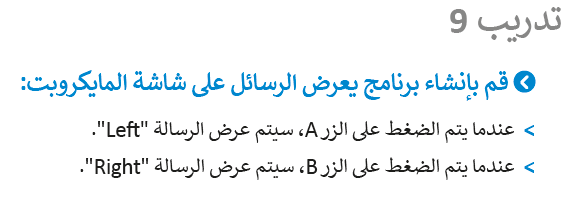 تدريب 9
قم بإنشاء برنامج يعرض الرسائل على شاشة المايكروبت:
> عندما يتم الضغط على الزر A، سيتم عرض الرسالة "Left".
> عندما يتم الضغط على الزر B، سيتم عرض الرسالة "Right".